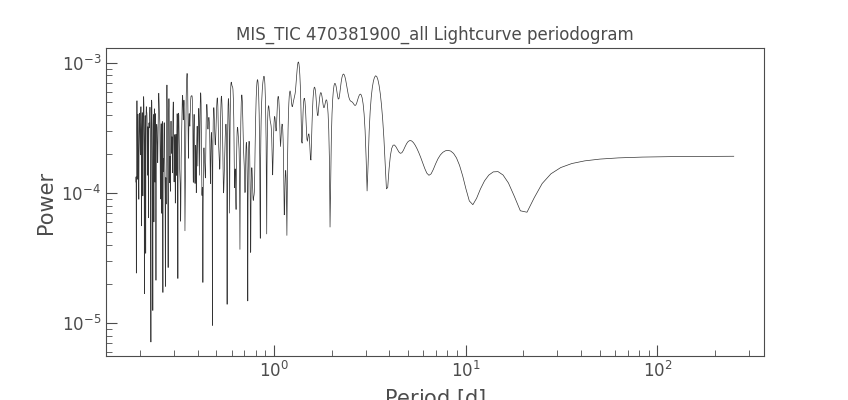 MIS_TIC 470381900_all Lightcurve periodogram
10⁻³
10⁻⁴
10⁻⁵
Power
10⁰ 10¹ 10²
Period [d]